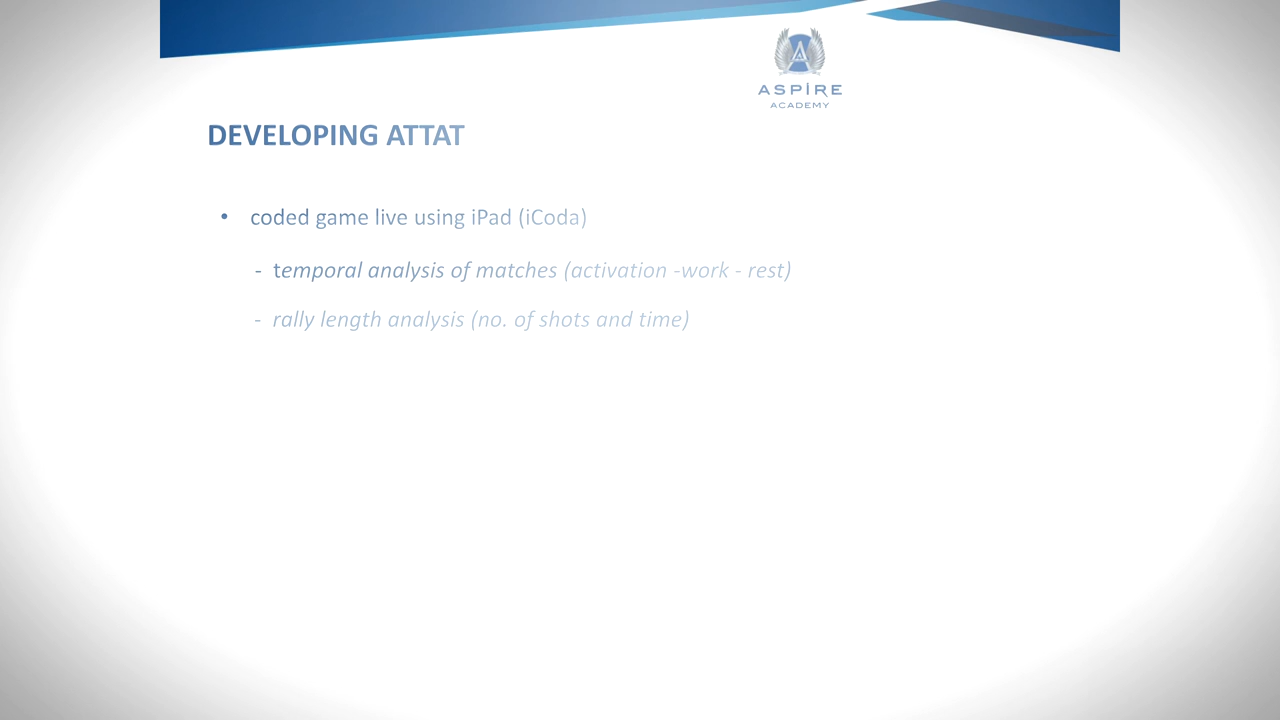 ASPIRE
ACADEMY
DEVELOPING ATTAT
• coded game live using iPad (iCoda)
- temporal analysis of matches (activation -work - rest)
- rally length analysis (no. of shots and time)